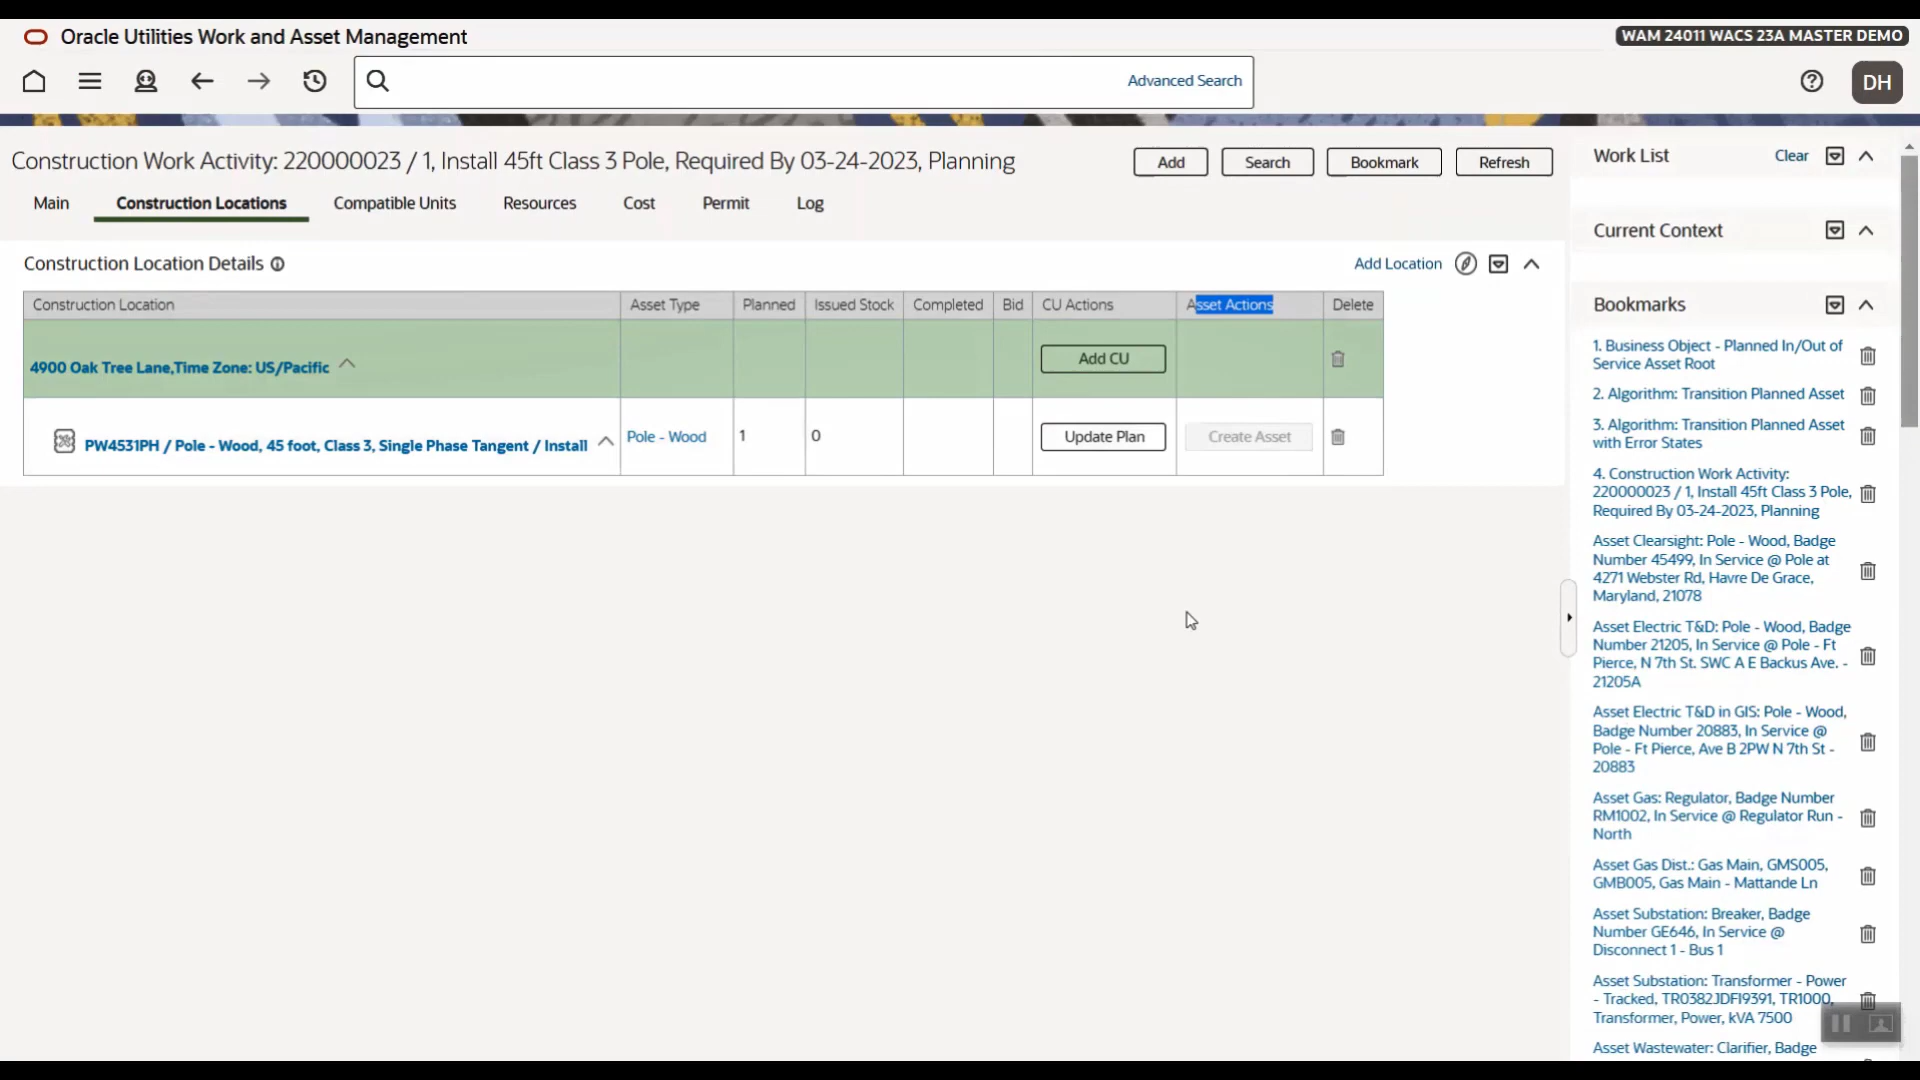 Oracle Utilities Work and Asset Management
WAM 24011 WACS 23A MASTER DEMO
Advanced Search
DH
Construction Work Activity: 220000023 / 1, Install 45ft Class 3 Pole, Required By 03-24-2023, Planning
Add
Search
Bookmark
Refresh
Main
Construction Locations
Compatible Units
Resources
Cost
Permit
Log
Construction Location Details
Add Location
Construction Location
Asset Type
Planned
Issued Stock
Completed
Bid
CU Actions
Asset Actions
Delete
4900 Oak Tree Lane,Time Zone: US/Pacific
Add CU
PW4531PH / Pole - Wood, 45 foot, Class 3, Single Phase Tangent / Install
Pole - Wood
1
0
Update Plan
Create Asset
Work List
Clear
Current Context
Bookmarks
1. Business Object - Planned In/Out of
Service Asset Root
2. Algorithm: Transition Planned Asset
3. Algorithm: Transition Planned Asset
with Error States
4. Construction Work Activity:
220000023 / 1, Install 45ft Class 3 Pole,
Required By 03-24-2023, Planning
Asset Clearsight: Pole - Wood, Badge
Number 45499, In Service @ Pole at
4271 Webster Rd, Havre De Grace,
Maryland, 21078
Asset Electric T&D: Pole - Wood, Badge
Number 21205, In Service @ Pole - Ft
Pierce, N 7th St. SWC A E Backus Ave. -
21205A
Asset Electric T&D in GIS: Pole - Wood,
Badge Number 20883, In Service @
Pole - Ft Pierce, Ave B 2PW N 7th St -
20883
Asset Gas: Regulator, Badge Number
RM1002, In Service @ Regulator Run -
North
Asset Gas Dist.: Gas Main, GMS005,
GMB005, Gas Main - Mattande Ln
Asset Substation: Breaker, Badge
Number GE646, In Service @
Disconnect 1 - Bus 1
Asset Substation: Transformer - Power
- Tracked, TR0382JDFI9391, TR1000,
Transformer, Power, kVA 7500
Asset Wastewater: Clarifier, Badge